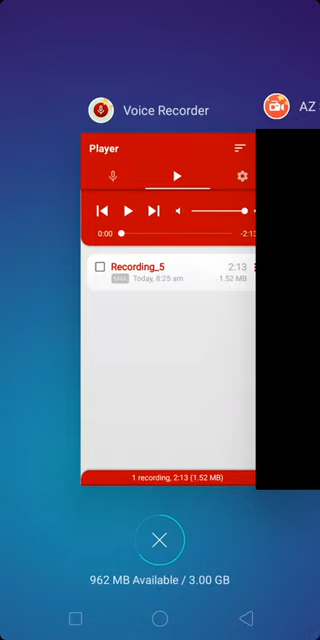 Voice Recorder
AZ
Player
0:00
-2:13
Recording_5
2:13
Today, 8:25 am
1.52 MB
1 recording, 2:13 (1.52 MB)
962 MB Available / 3.00 GB